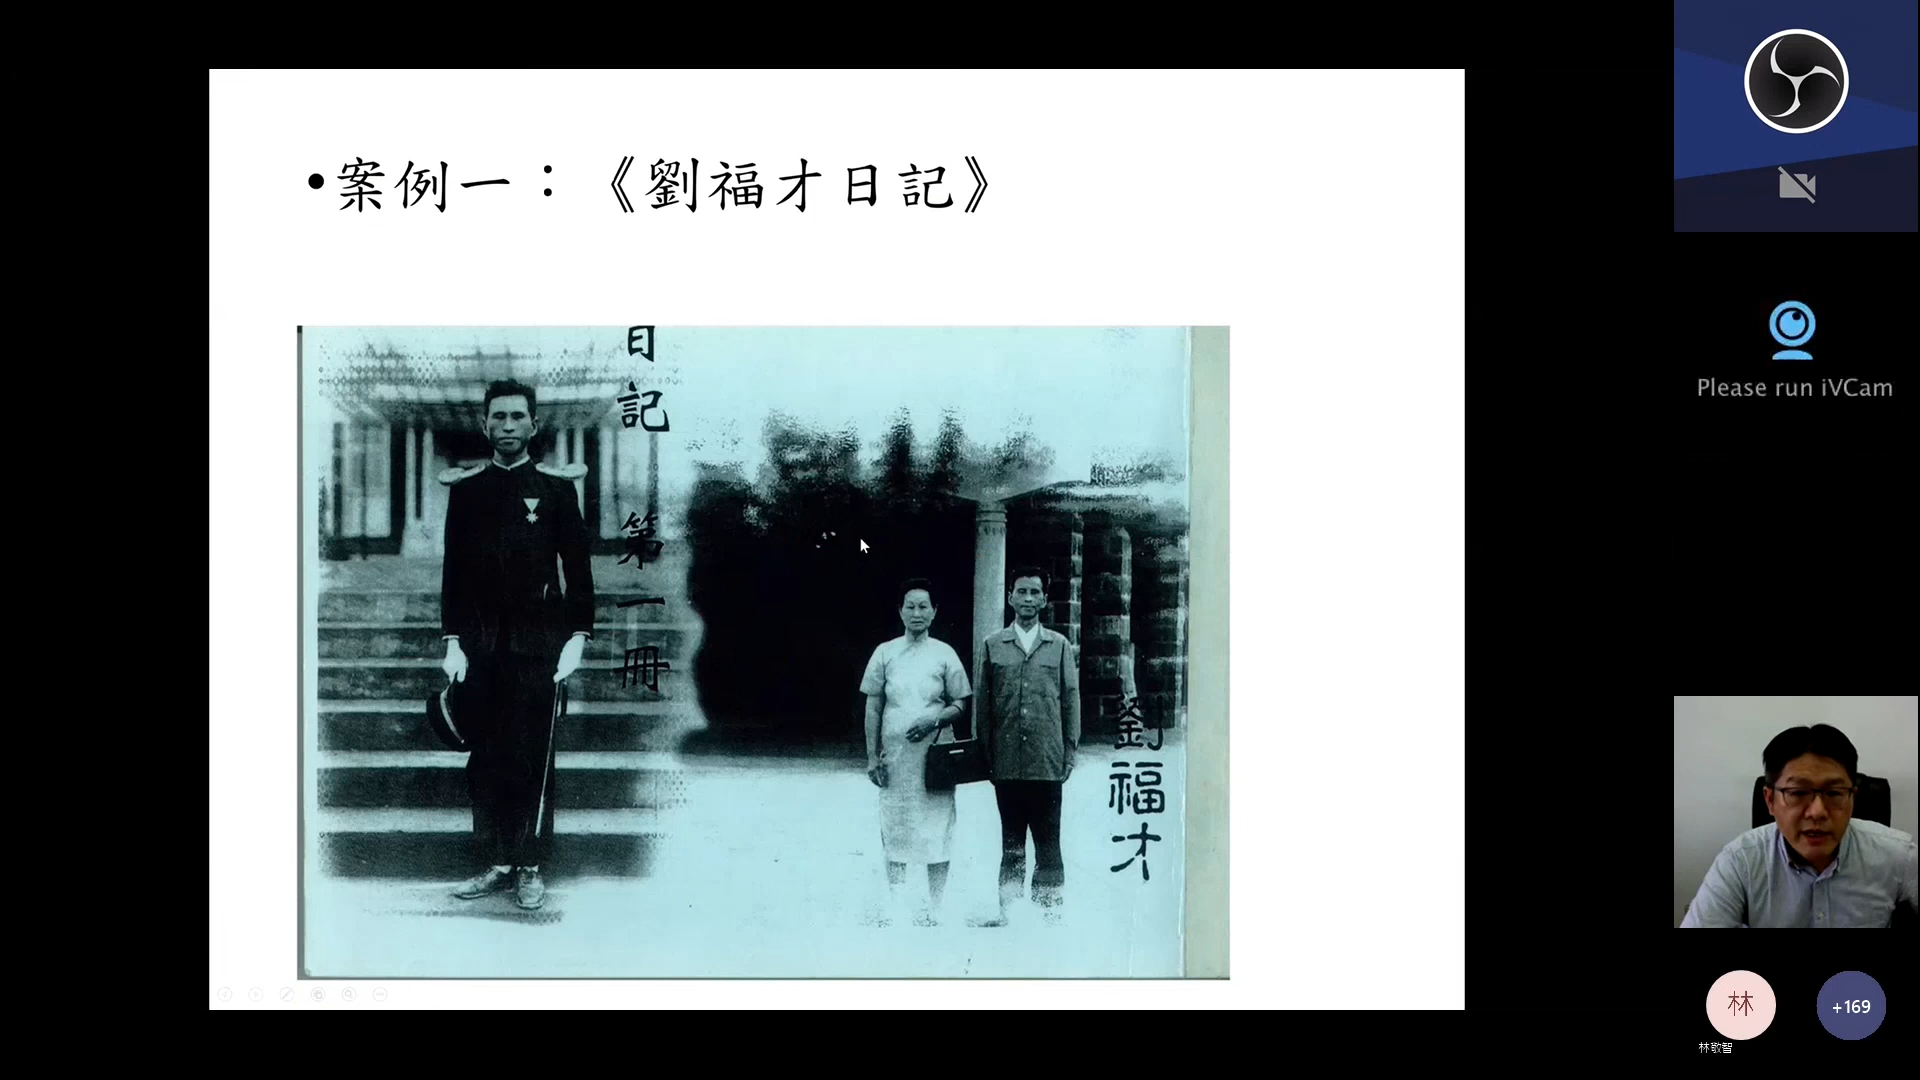 •案例一：《劉福才日記》
日記 第一冊
劉福才
Please run iVCam
林
+169
林敬智